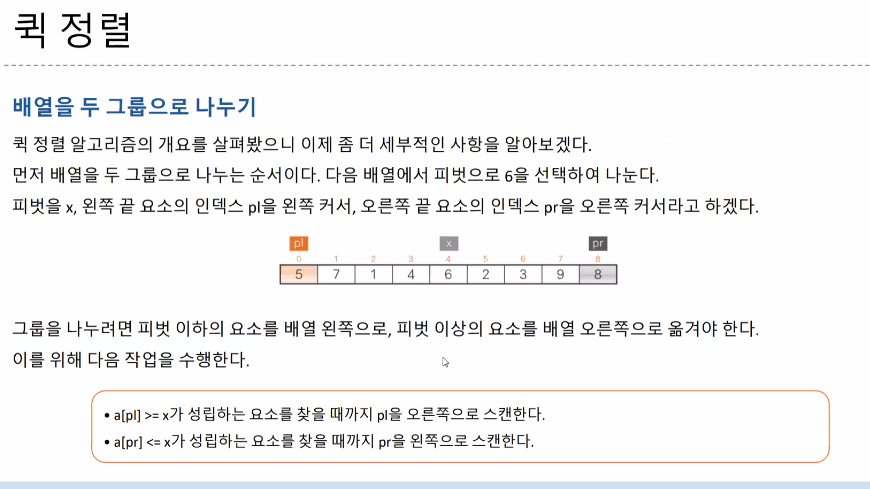 퀵 정렬
배열을 두 그룹으로 나누기
퀵 정렬 알고리즘의 개요를 살펴봤으니 이제 좀 더 세부적인 사항을 알아보겠다.
먼저 배열을 두 그룹으로 나누는 순서이다. 다음 배열에서 피벗으로 6을 선택하여 나눈다.
피벗을 x, 왼쪽 끝 요소의 인덱스 pl을 왼쪽 커서, 오른쪽 끝 요소의 인덱스 pr을 오른쪽 커서라고 하겠다.
pl x pr
0 1 2 3 4 5 6 7 8
5 7 1 4 6 2 3 9 8
그룹을 나누려면 피벗 이하의 요소를 배열 왼쪽으로, 피벗 이상의 요소를 배열 오른쪽으로 옮겨야 한다.
이를 위해 다음 작업을 수행한다.
• a[pl] >= x가 성립하는 요소를 찾을 때까지 pl을 오른쪽으로 스캔한다.
• a[pr] <= x가 성립하는 요소를 찾을 때까지 pr을 왼쪽으로 스캔한다.